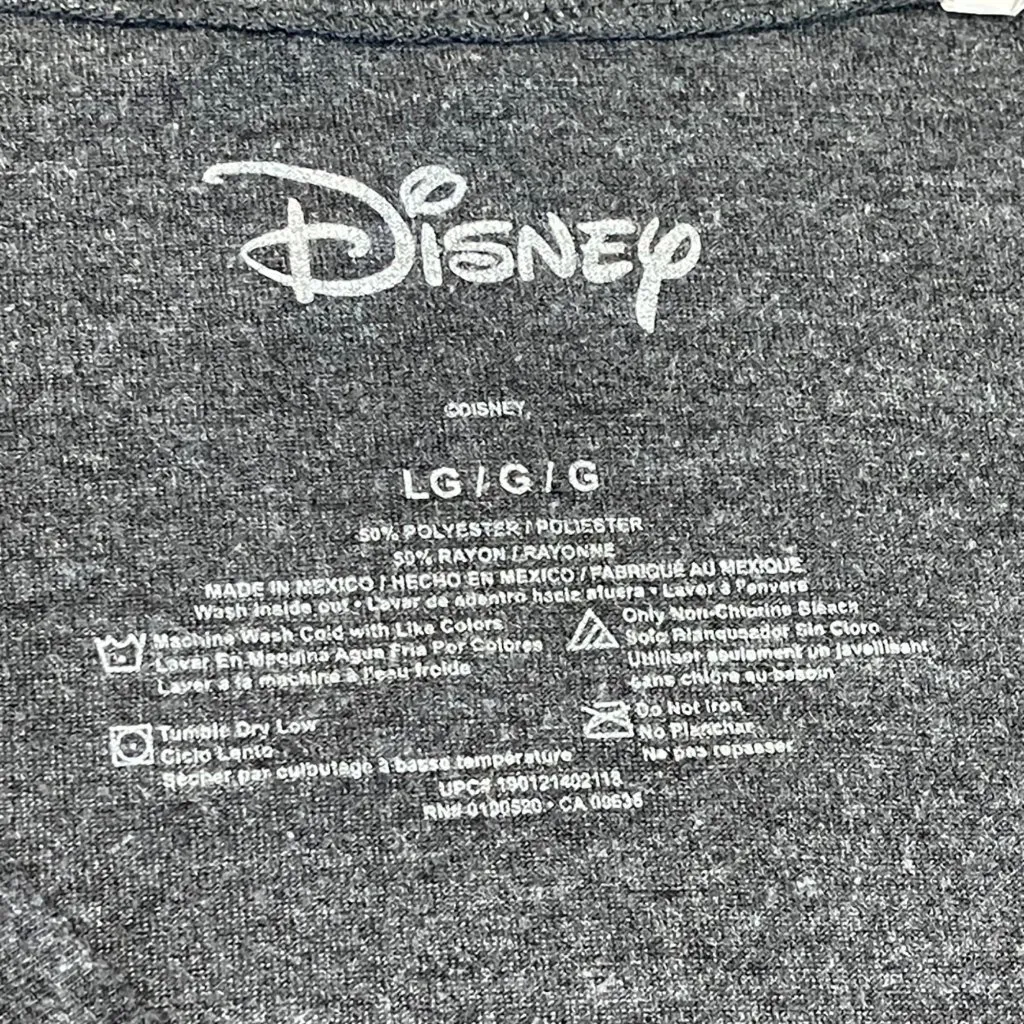 Disney
©DISNEY
LG / G / G
50% POLYESTER / POLIESTER
50% RAYON / RAYONNE
MADE IN MEXICO / HECHO EN MEXICO / FABRIQUÉ AU MEXIQUE
Wash inside out • Lavar de adentro hacia afuera • Laver à l'envers
Machine Wash Cold with Like Colors
Lavar En Maquina Agua Fria Por Colores
Laver à la machine à l'eau froide
Only Non-Chlorine Bleach
Solo Blanqueador Sin Cloro
Utiliser seulement un javellisant
sans chlore au besoin
Tumble Dry Low
Ciclo Lento
Sécher par culbutage à basse température
Do Not Iron
No Planchar
Ne pas repasser
UPC# 190121402118
RN# 0100520 • CA 00635